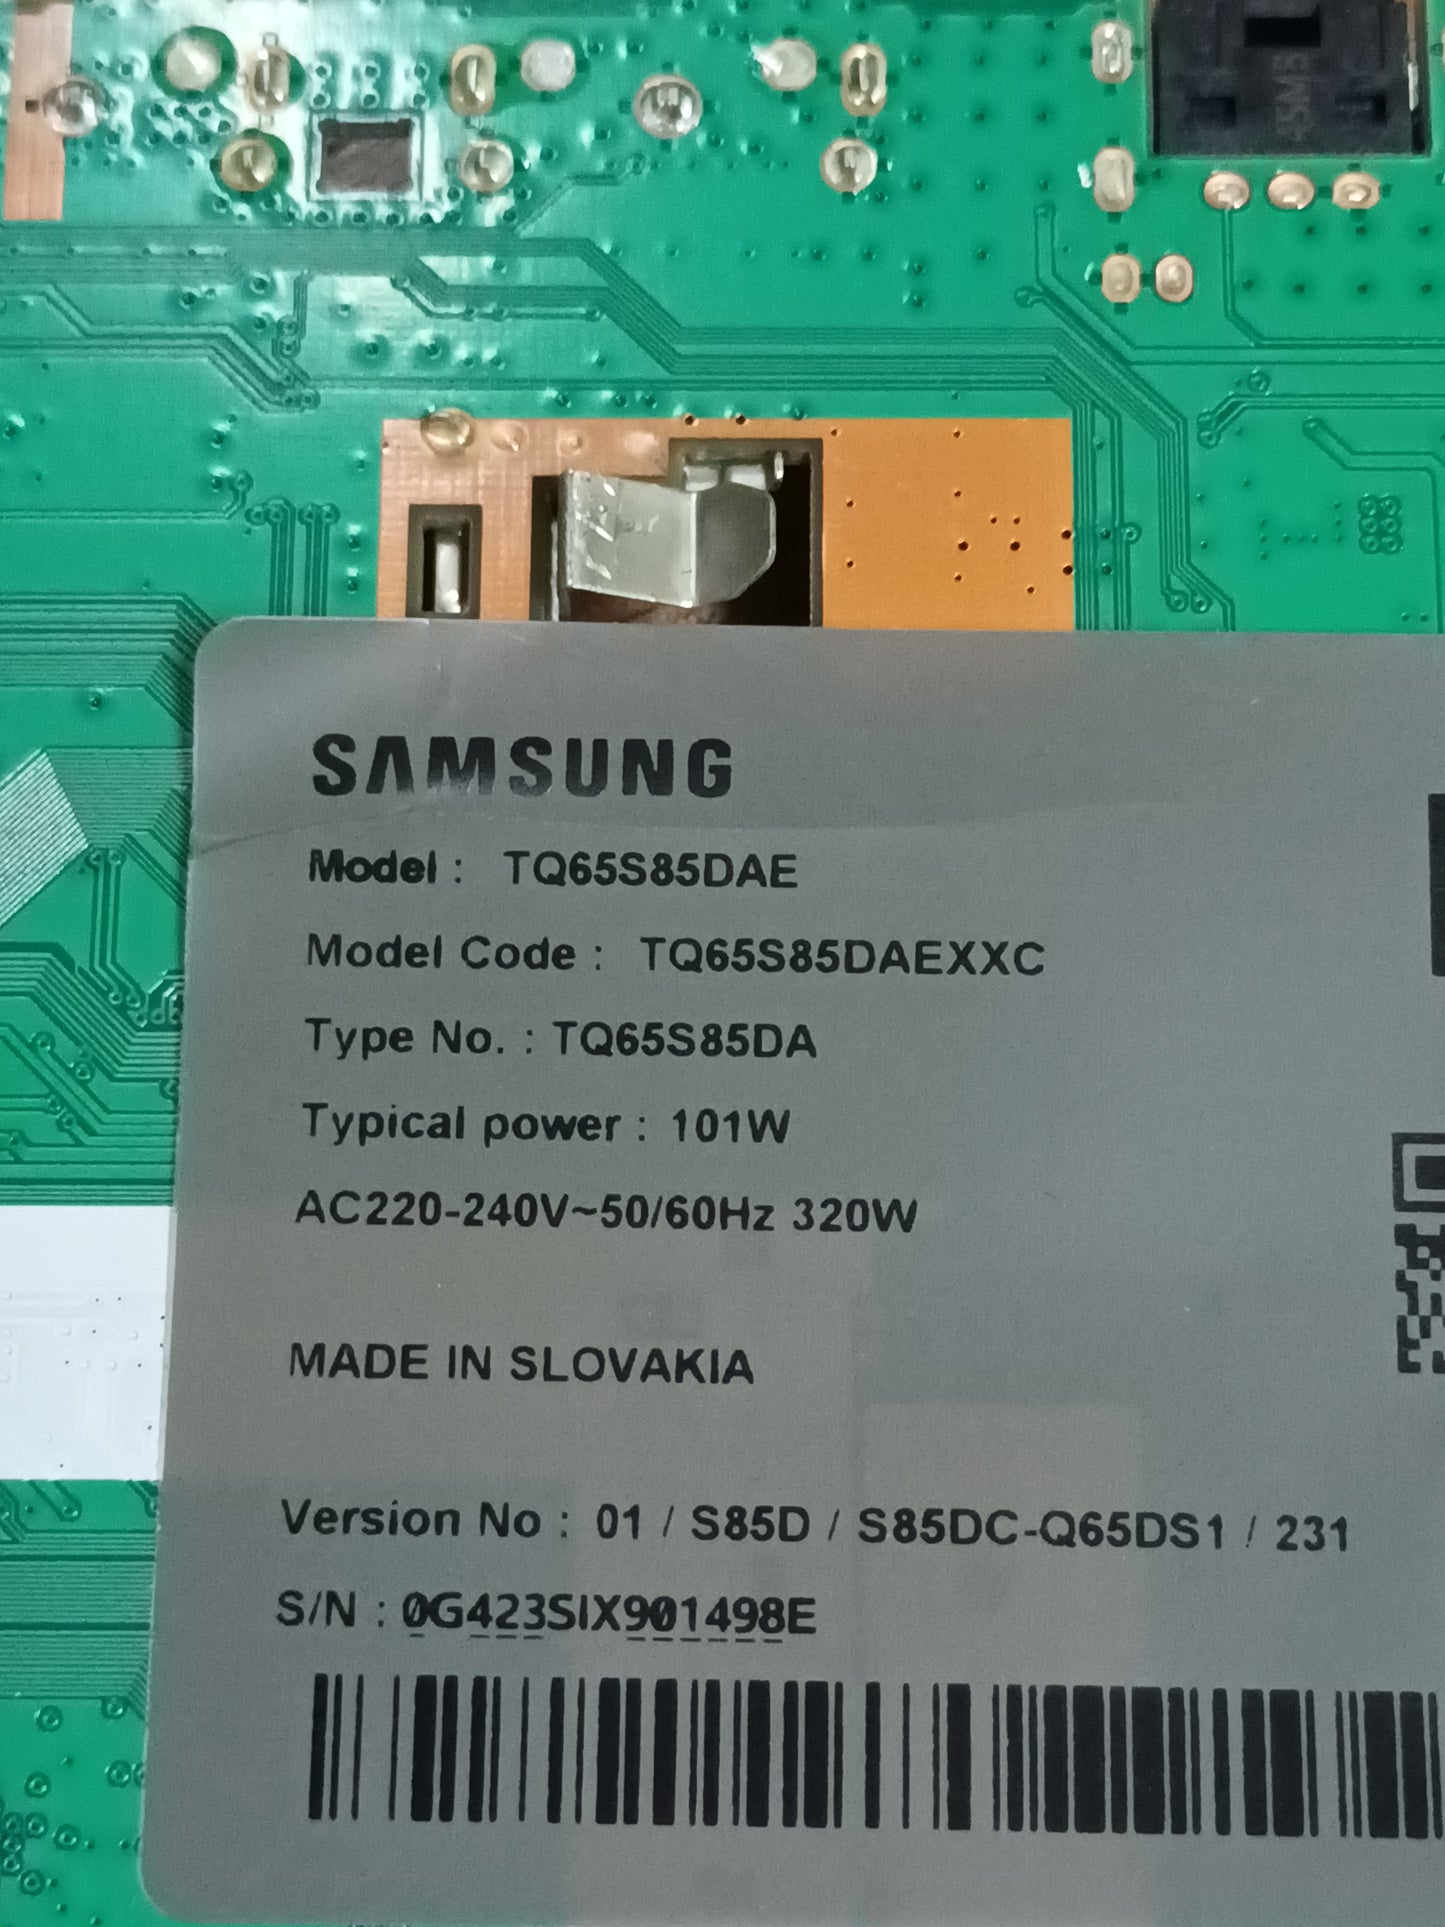 SAMSUNG
Model : TQ65S85DAE
Model Code : TQ65S85DAEXXC
Type No. : TQ65S85DA
Typical power : 101W
AC220-240V~50/60Hz 320W
MADE IN SLOVAKIA
Version No : 01 / S85D / S85DC-Q65DS1 / 231
S/N : 0G423SIX901498E